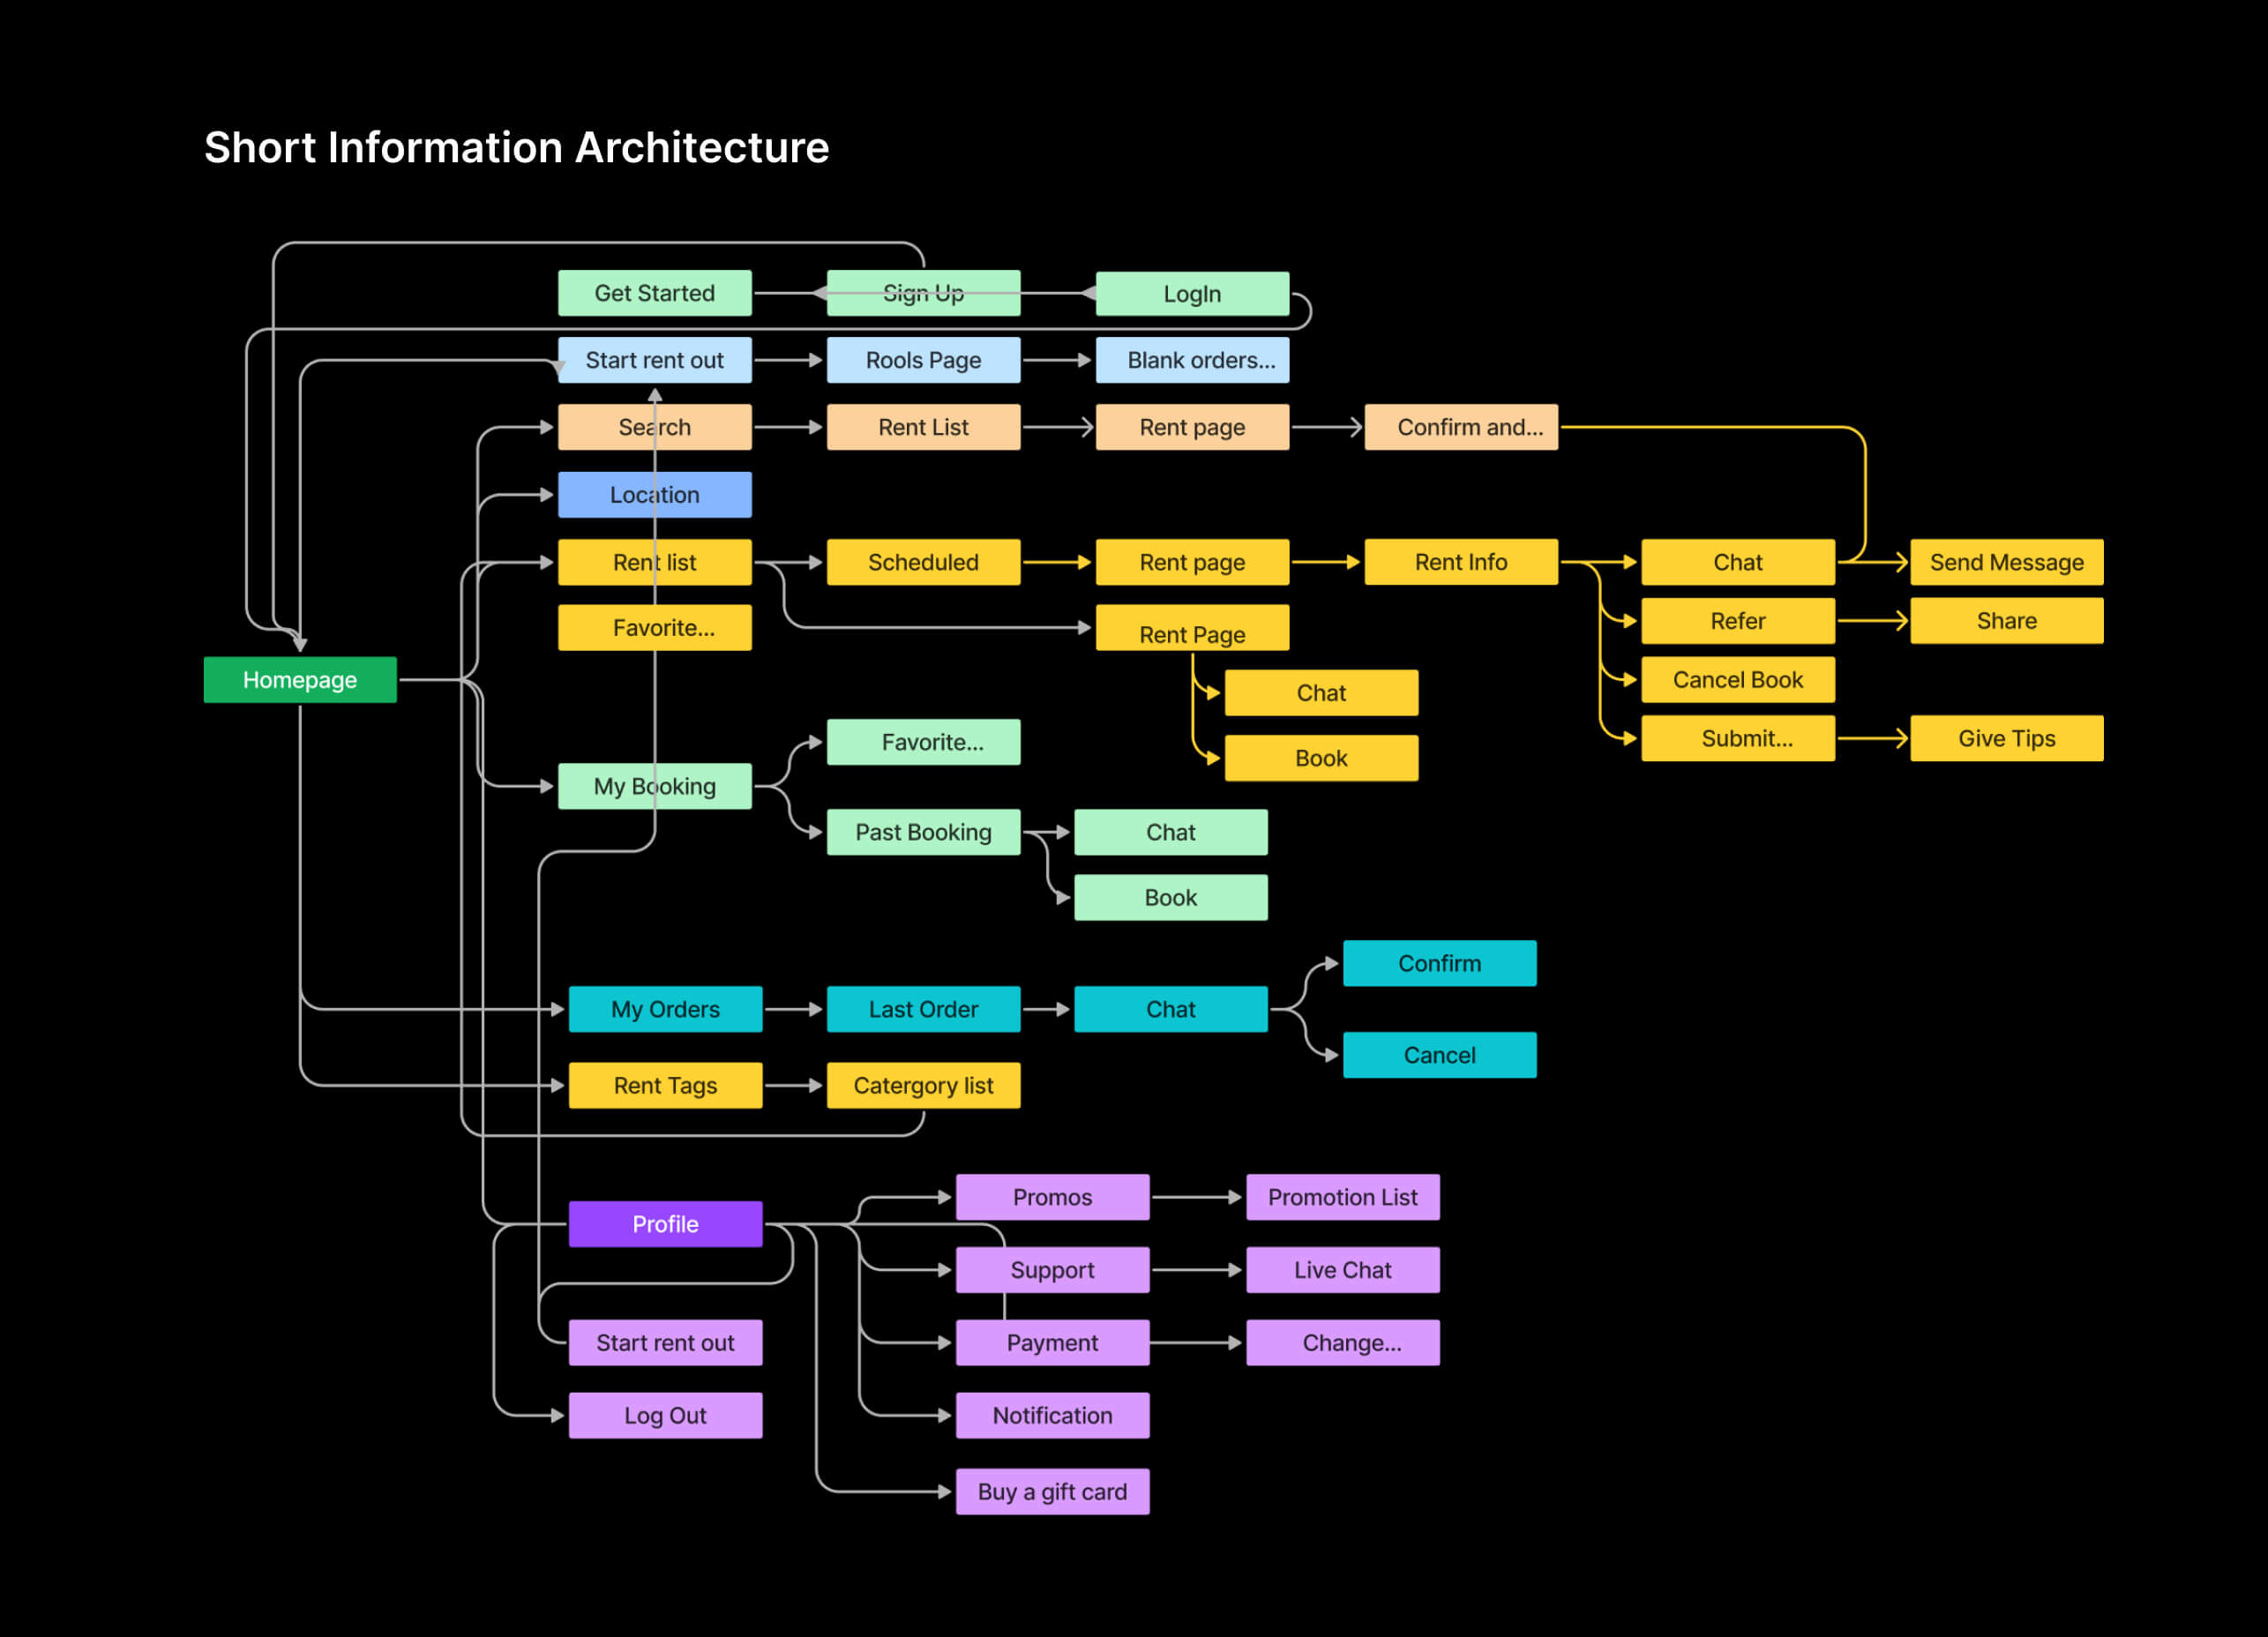 Short Information Architecture
Get Started
Sign Up
LogIn
Start rent out
Rools Page
Blank orders...
Search
Rent List
Rent page
Confirm and...
Location
Rent list
Scheduled
Rent page
Rent Info
Chat
Send Message
Favorite...
Rent Page
Refer
Share
Homepage
Chat
Cancel Book
Favorite...
Book
Submit...
Give Tips
My Booking
Past Booking
Chat
Book
Confirm
My Orders
Last Order
Chat
Cancel
Rent Tags
Catergory list
Promos
Promotion List
Profile
Support
Live Chat
Start rent out
Payment
Change...
Log Out
Notification
Buy a gift card